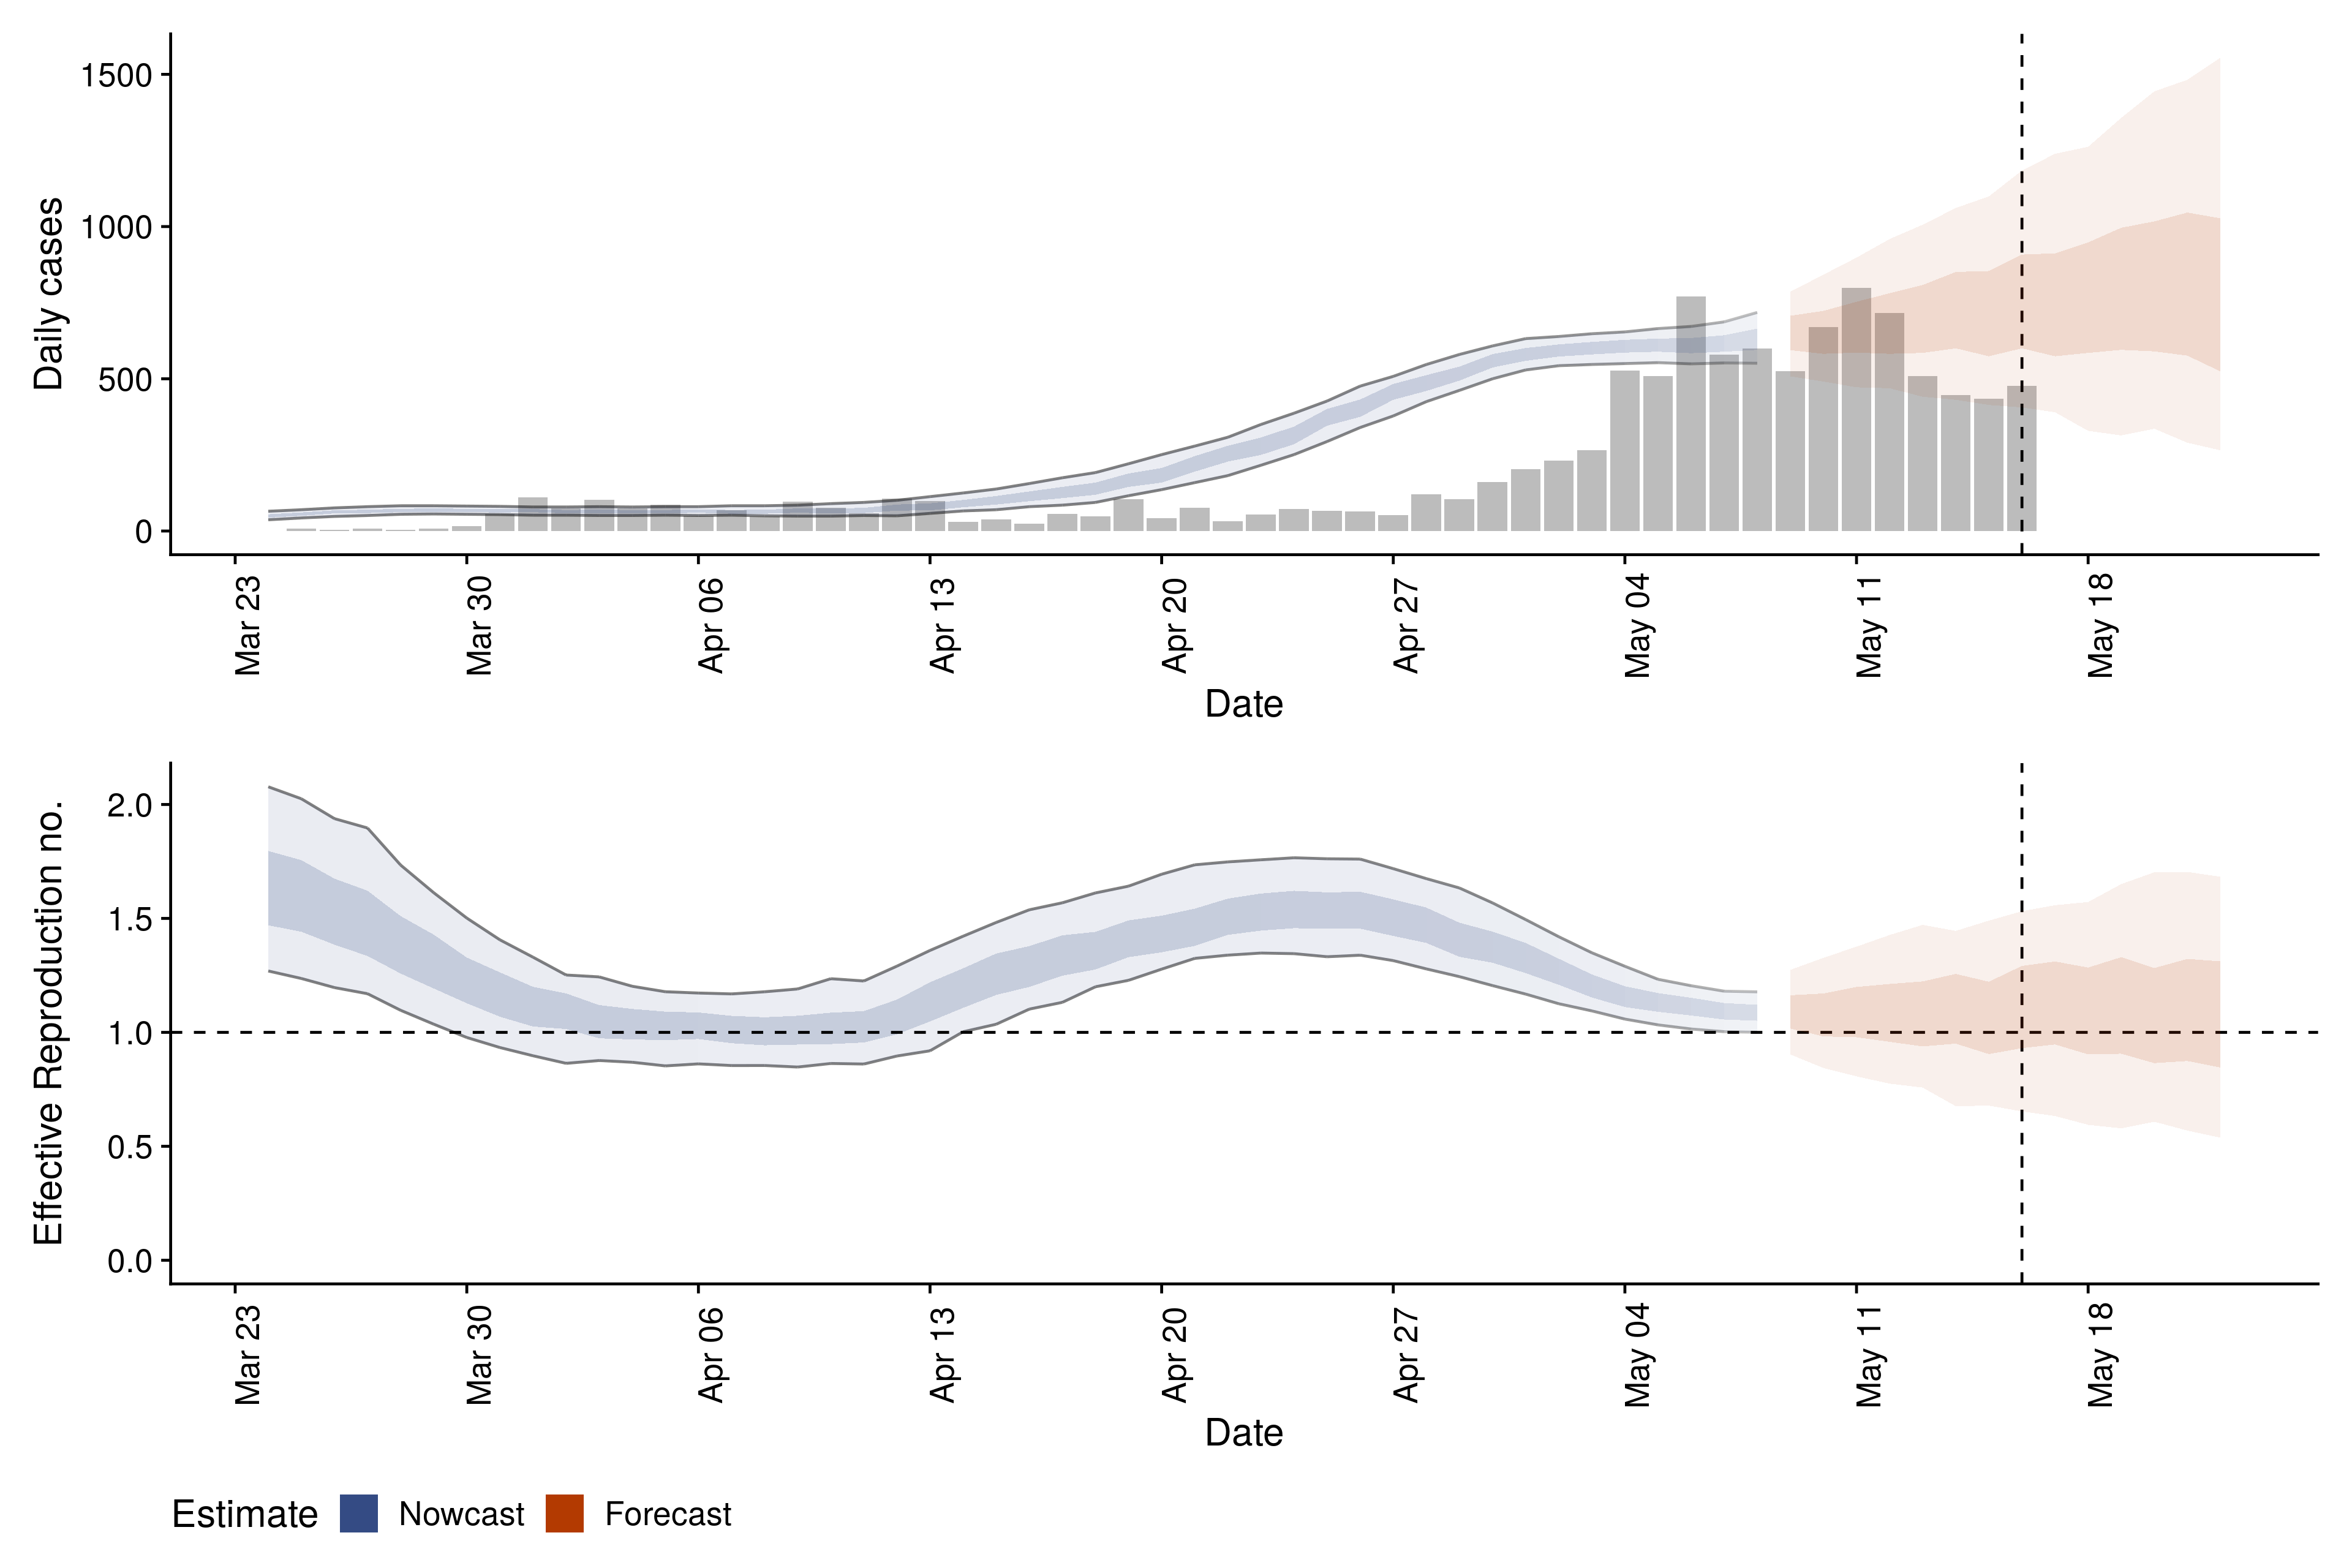 Daily cases
1500
1000
500
0
Mar 23
Mar 30
Apr 06
Apr 13
Apr 20
Apr 27
May 04
May 11
May 18
Date
Effective Reproduction no.
2.0
1.5
1.0
0.5
0.0
Mar 23
Mar 30
Apr 06
Apr 13
Apr 20
Apr 27
May 04
May 11
May 18
Date
Estimate Nowcast Forecast